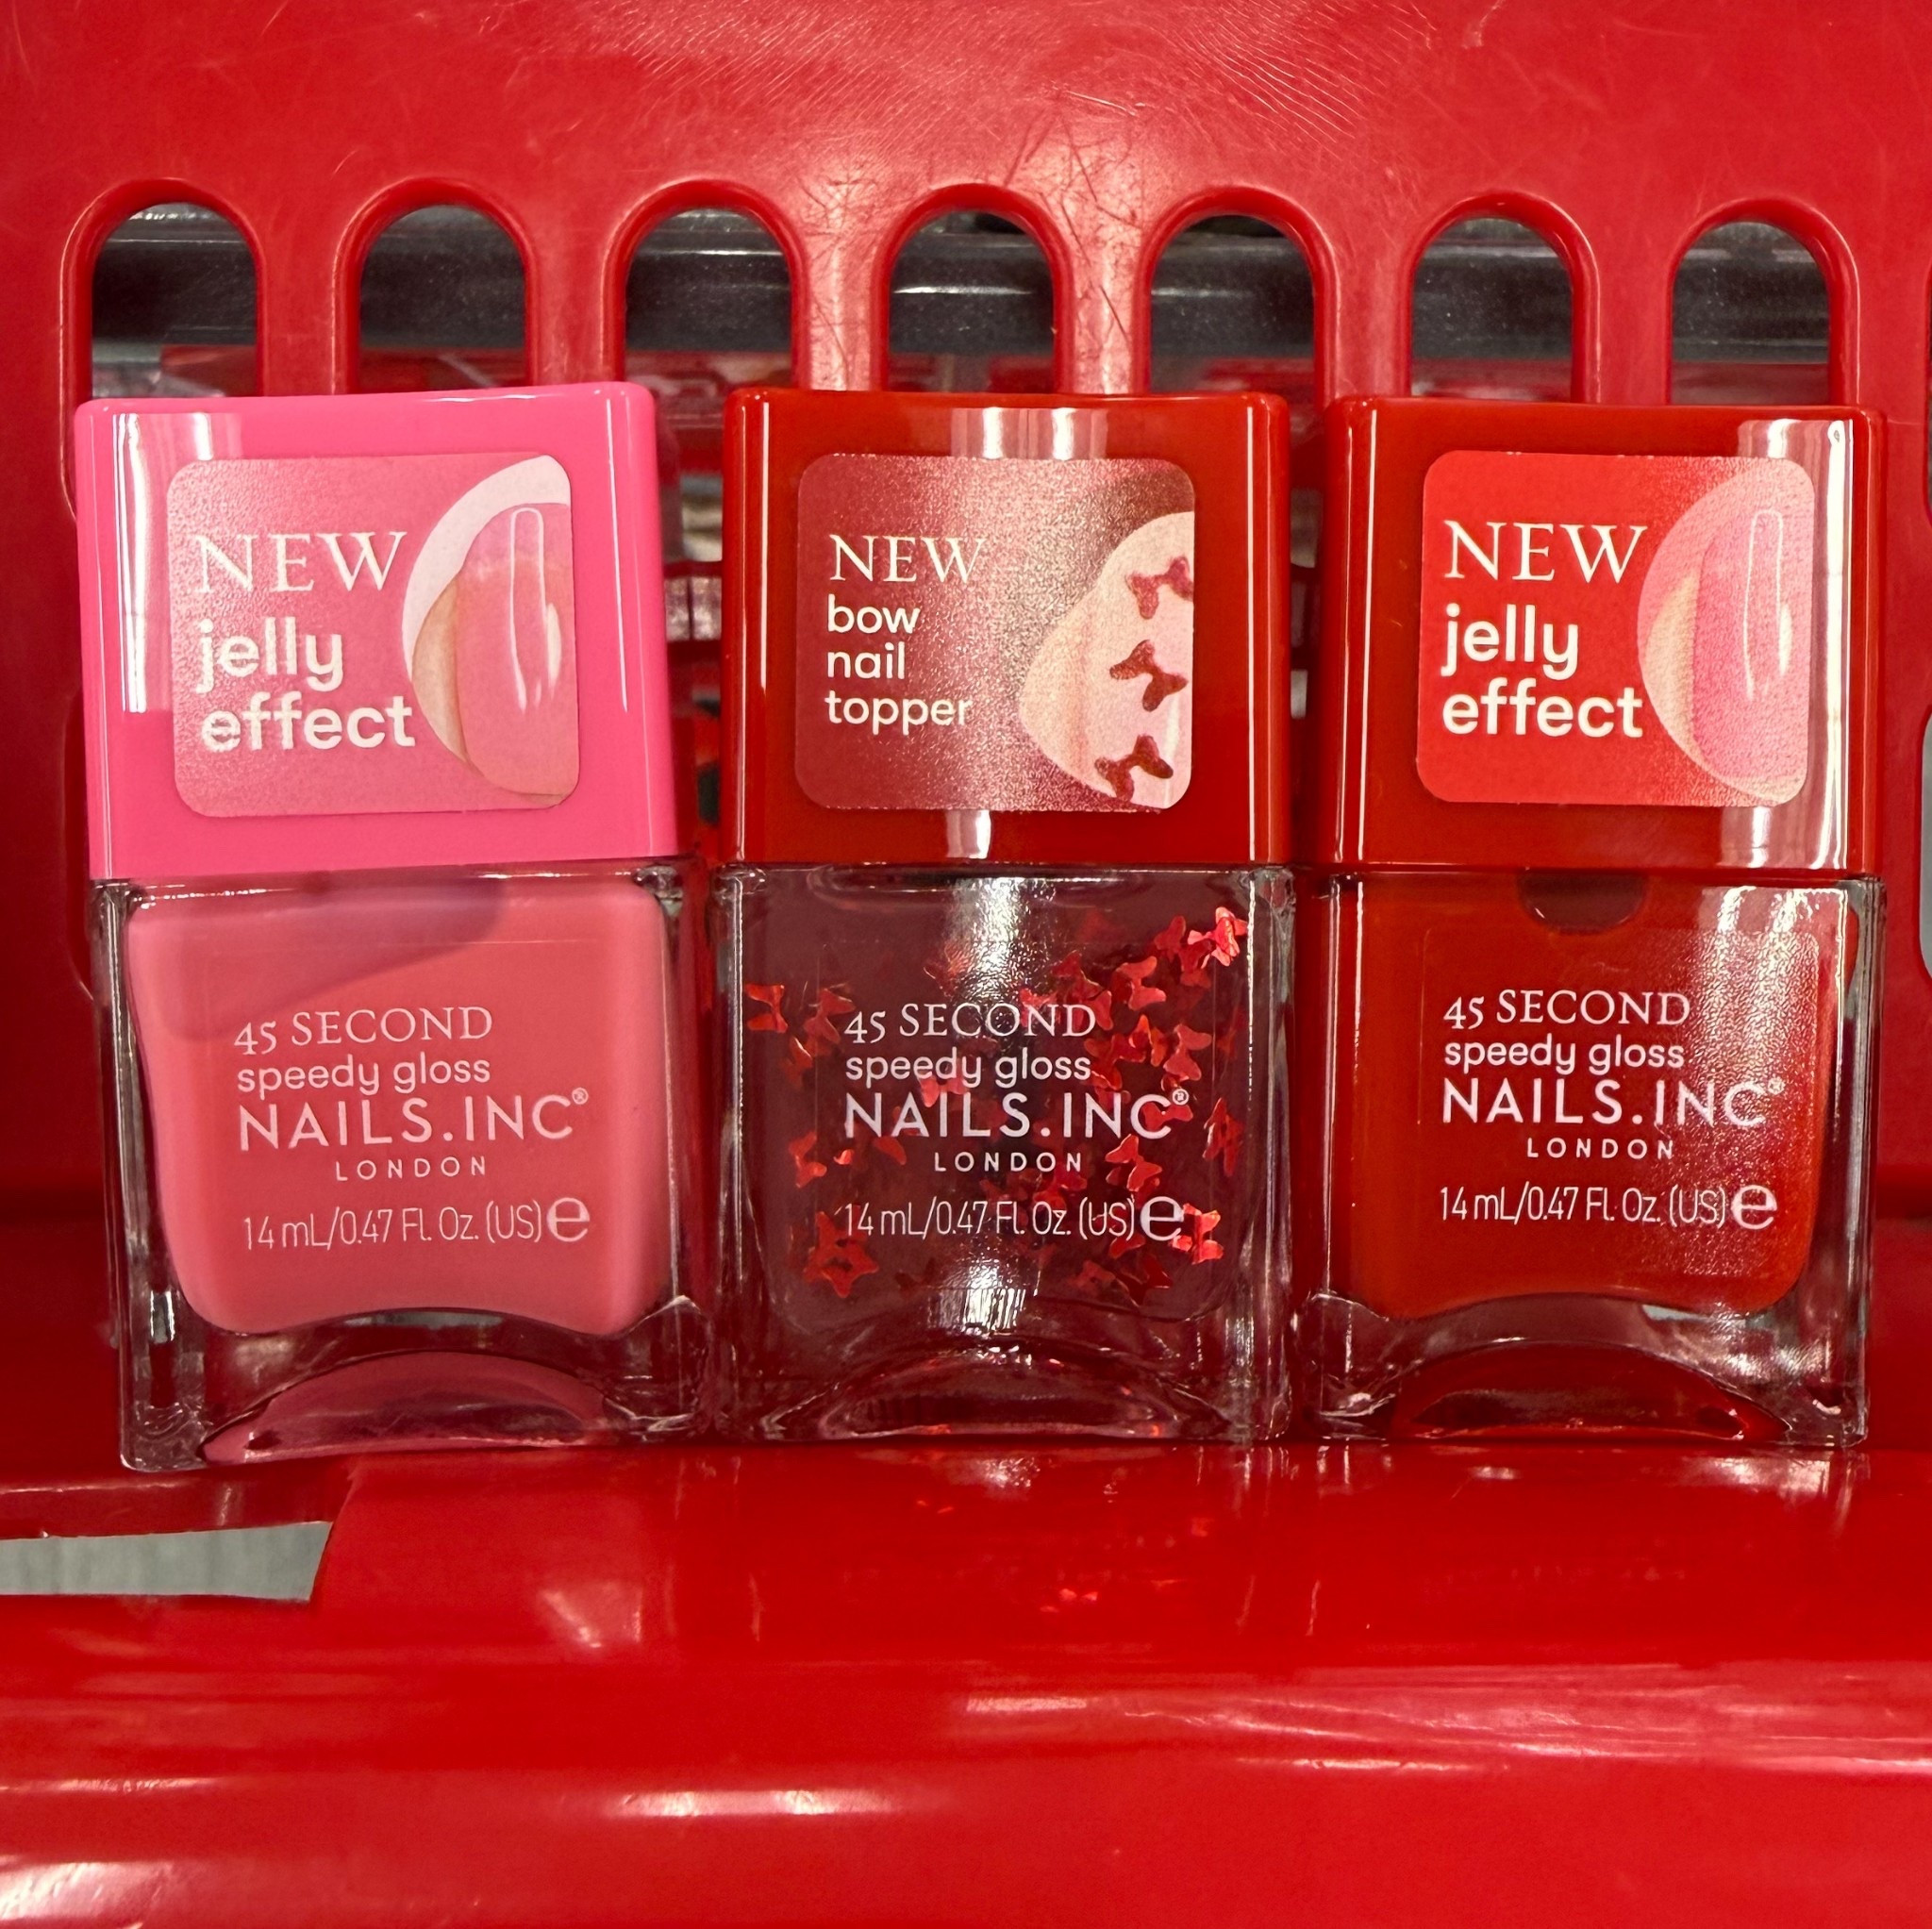 NEW
jelly
effect
45 SECOND
speedy gloss
NAILS.INC®
LONDON
14 mL/0.47 Fl. Oz. (US) ℮
NEW
bow
nail
topper
45 SECOND
speedy gloss
NAILS.INC®
LONDON
14 mL/0.47 Fl. Oz. (US) ℮
NEW
jelly
effect
45 SECOND
speedy gloss
NAILS.INC®
LONDON
14 mL/0.47 Fl. Oz. (US) ℮